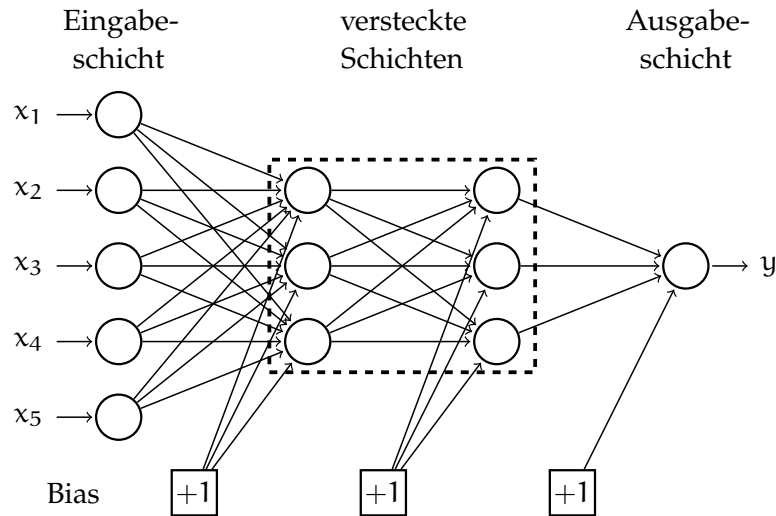 Eingabe-
schicht
versteckte
Schichten
Ausgabe-
schicht
x₁
x₂
x₃
x₄
x₅
y
Bias
+1
+1
+1